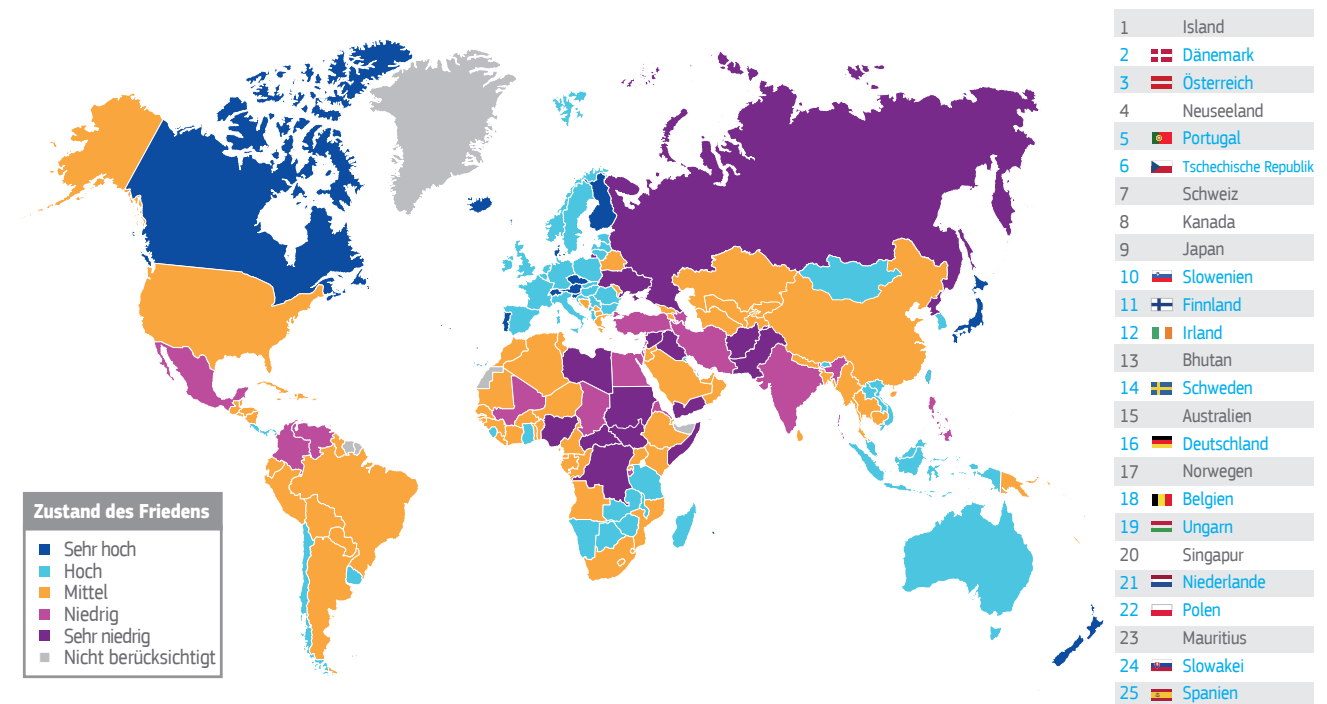 Zustand des Friedens
Sehr hoch
Hoch
Mittel
Niedrig
Sehr niedrig
Nicht berücksichtigt
1 Island
2 Dänemark
3 Österreich
4 Neuseeland
5 Portugal
6 Tschechische Republik
7 Schweiz
8 Kanada
9 Japan
10 Slowenien
11 Finnland
12 Irland
13 Bhutan
14 Schweden
15 Australien
16 Deutschland
17 Norwegen
18 Belgien
19 Ungarn
20 Singapur
21 Niederlande
22 Polen
23 Mauritius
24 Slowakei
25 Spanien